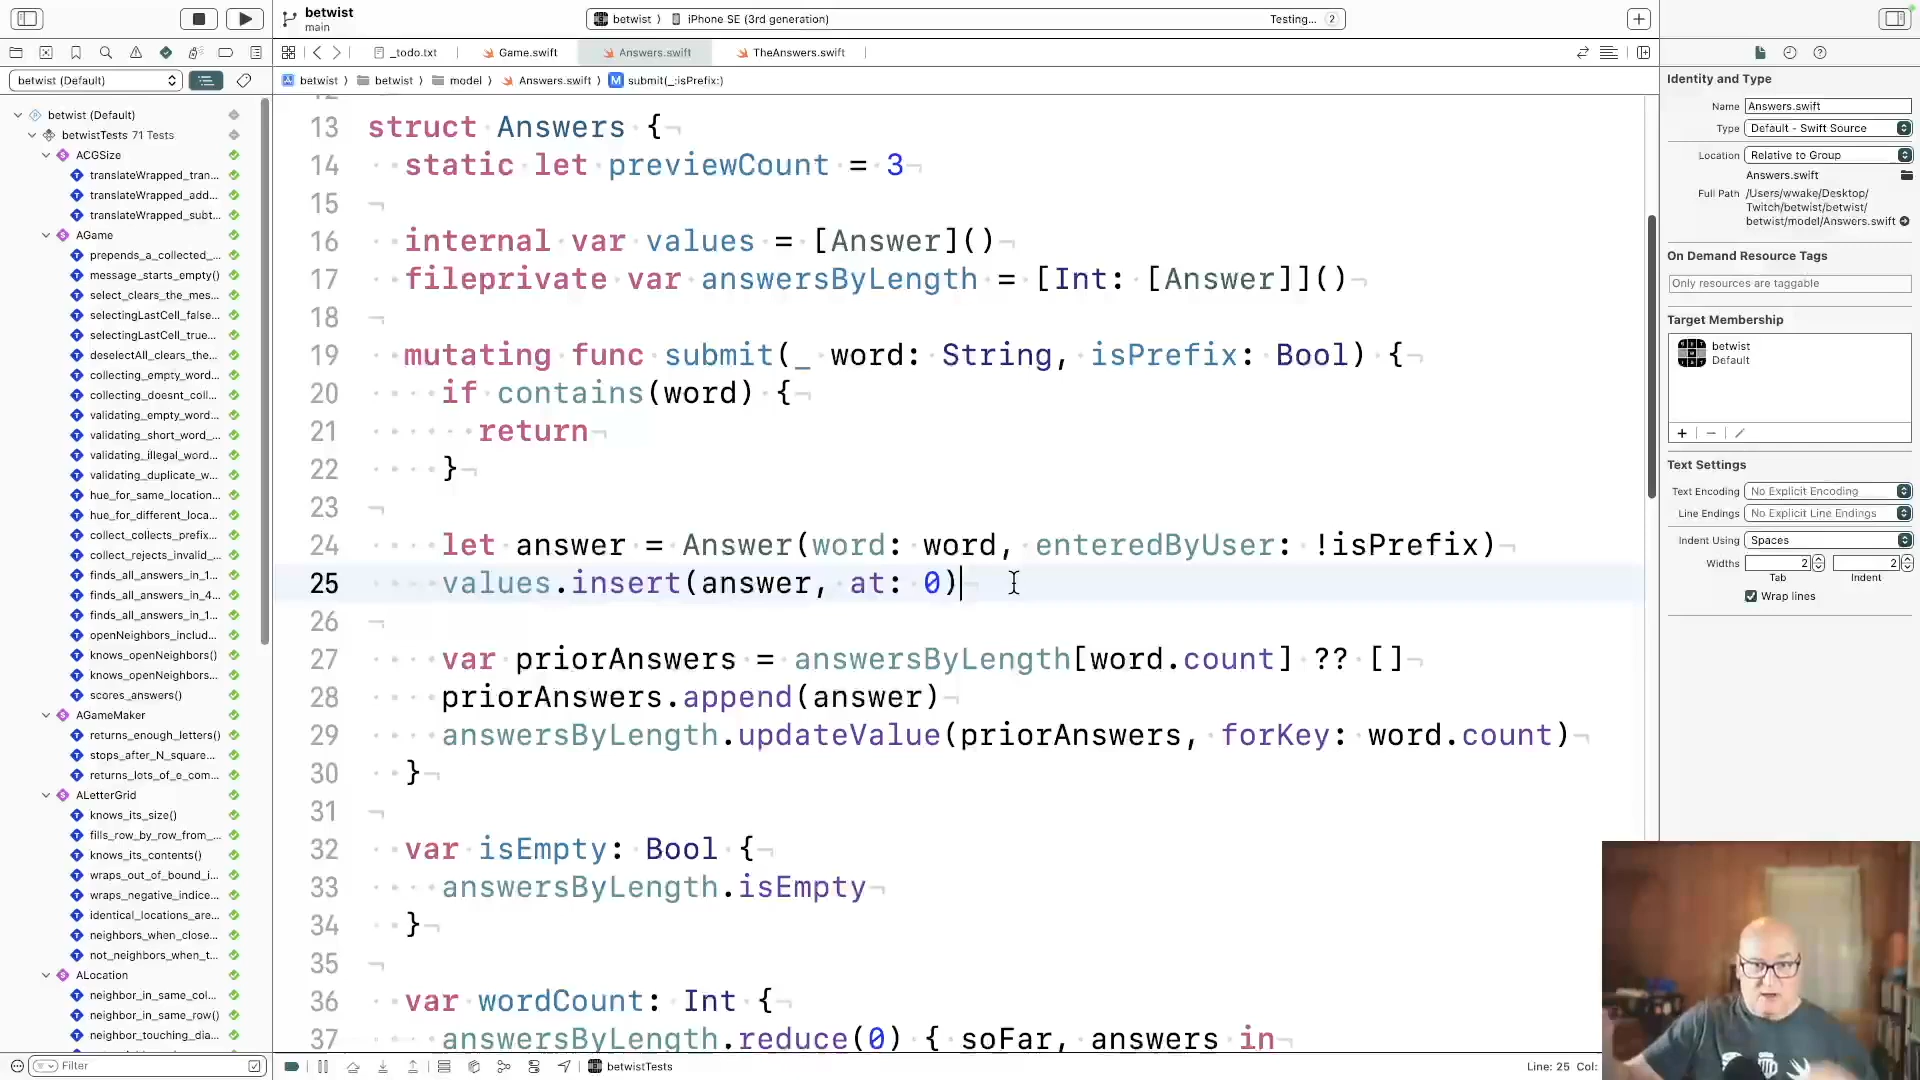 betwist
main
betwist
iPhone SE (3rd generation)
Testing...
2
_todo.txt
Game.swift
Answers.swift
TheAnswers.swift
betwist (Default)
betwist
betwist
model
Answers.swift
M
submit(_:isPrefix:)
betwist (Default)
betwistTests 71 Tests
ACGSize
translateWrapped_tran...
translateWrapped_add...
translateWrapped_subt...
AGame
prepends_a_collected_...
message_starts_empty()
select_clears_the_mes...
selectingLastCell_false...
selectingLastCell_true...
deselectAll_clears_the...
collecting_empty_word...
collecting_doesnt_coll...
validating_empty_word...
validating_short_word_...
validating_illegal_word...
validating_duplicate_w...
hue_for_same_location...
hue_for_different_loca...
collect_collects_prefix...
collect_rejects_invalid_...
finds_all_answers_in_1...
finds_all_answers_in_4...
finds_all_answers_in_1...
openNeighbors_includ...
knows_openNeighbors()
knows_openNeighbors...
scores_answers()
AGameMaker
returns_enough_letters()
stops_after_N_square...
returns_lots_of_e_com...
ALetterGrid
knows_its_size()
fills_row_by_row_from_...
knows_its_contents()
wraps_out_of_bound_i...
wraps_negative_indice...
identical_locations_are...
neighbors_when_close...
not_neighbors_when_t...
ALocation
neighbor_in_same_col...
neighbor_in_same_row()
neighbor_touching_dia...
Filter
13 struct Answers {
14 static let previewCount = 3
15
16 internal var values = [Answer]()
17 fileprivate var answersByLength = [Int: [Answer]]()
18
19 mutating func submit(_ word: String, isPrefix: Bool) {
20 if contains(word) {
21 return
22 }
23
24 let answer = Answer(word: word, enteredByUser: !isPrefix)
25 values.insert(answer, at: 0)
26
27 var priorAnswers = answersByLength[word.count] ?? []
28 priorAnswers.append(answer)
29 answersByLength.updateValue(priorAnswers, forKey: word.count)
30 }
31
32 var isEmpty: Bool {
33 answersByLength.isEmpty
34 }
35
36 var wordCount: Int {
37 answersByLength.reduce(0) { soFar, answers in
betwistTests
Line: 25 Col:
Identity and Type
Name Answers.swift
Type Default - Swift Source
Location Relative to Group
Answers.swift
Full Path /Users/wwake/Desktop/
Twitch/betwist/betwist/
betwist/model/Answers.swift
On Demand Resource Tags
Only resources are taggable
Target Membership
betwist
Default
Text Settings
Text Encoding No Explicit Encoding
Line Endings No Explicit Line Endings
Indent Using Spaces
Widths 2 2
Tab Indent
Wrap lines